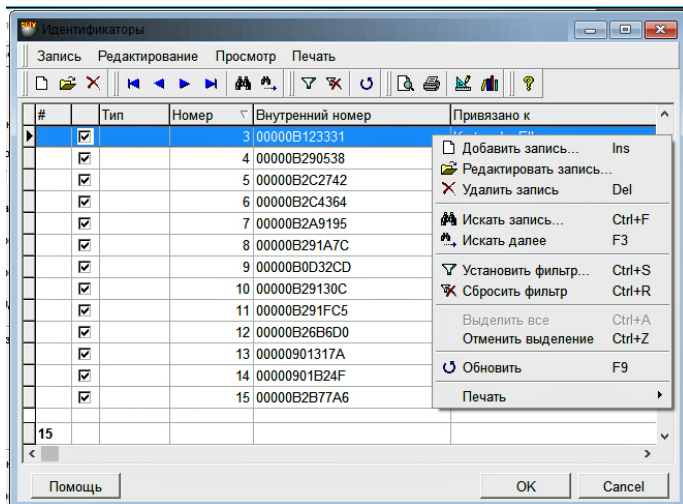 Идентификаторы
Запись Редактирование Просмотр Печать
# Тип Номер Внутренний номер Привязано к
3 00000B123331
4 00000B290538
5 00000B2C2742
6 00000B2C4364
7 00000B2A9195
8 00000B291A7C
9 00000B0D32CD
10 00000B29130C
11 00000B291FC5
12 00000B26B6D0
13 00000901317A
14 00000901B24F
15 00000B2B77A6
15
Добавить запись... Ins
Редактировать запись...
Удалить запись Del
Искать запись... Ctrl+F
Искать далее F3
Установить фильтр... Ctrl+S
Сбросить фильтр Ctrl+R
Выделить все Ctrl+A
Отменить выделение Ctrl+Z
Обновить F9
Печать
Помощь OK Cancel